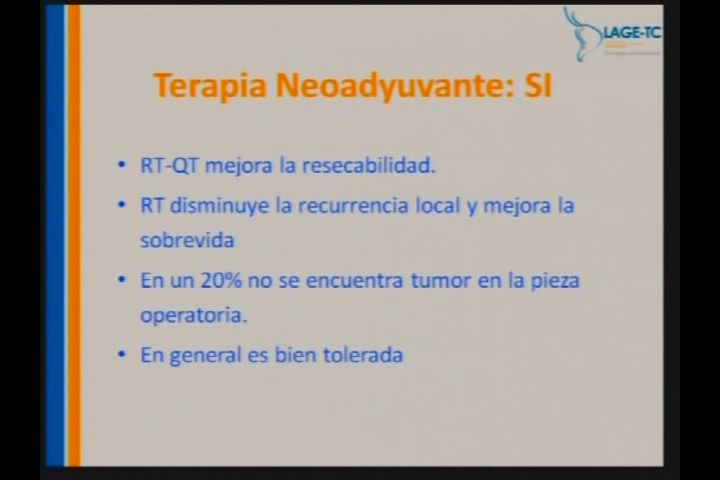 LAGE-TC
Terapia Neoadyuvante: SI
• RT-QT mejora la resecabilidad.
• RT disminuye la recurrencia local y mejora la
sobrevida
• En un 20% no se encuentra tumor en la pieza
operatoria.
• En general es bien tolerada